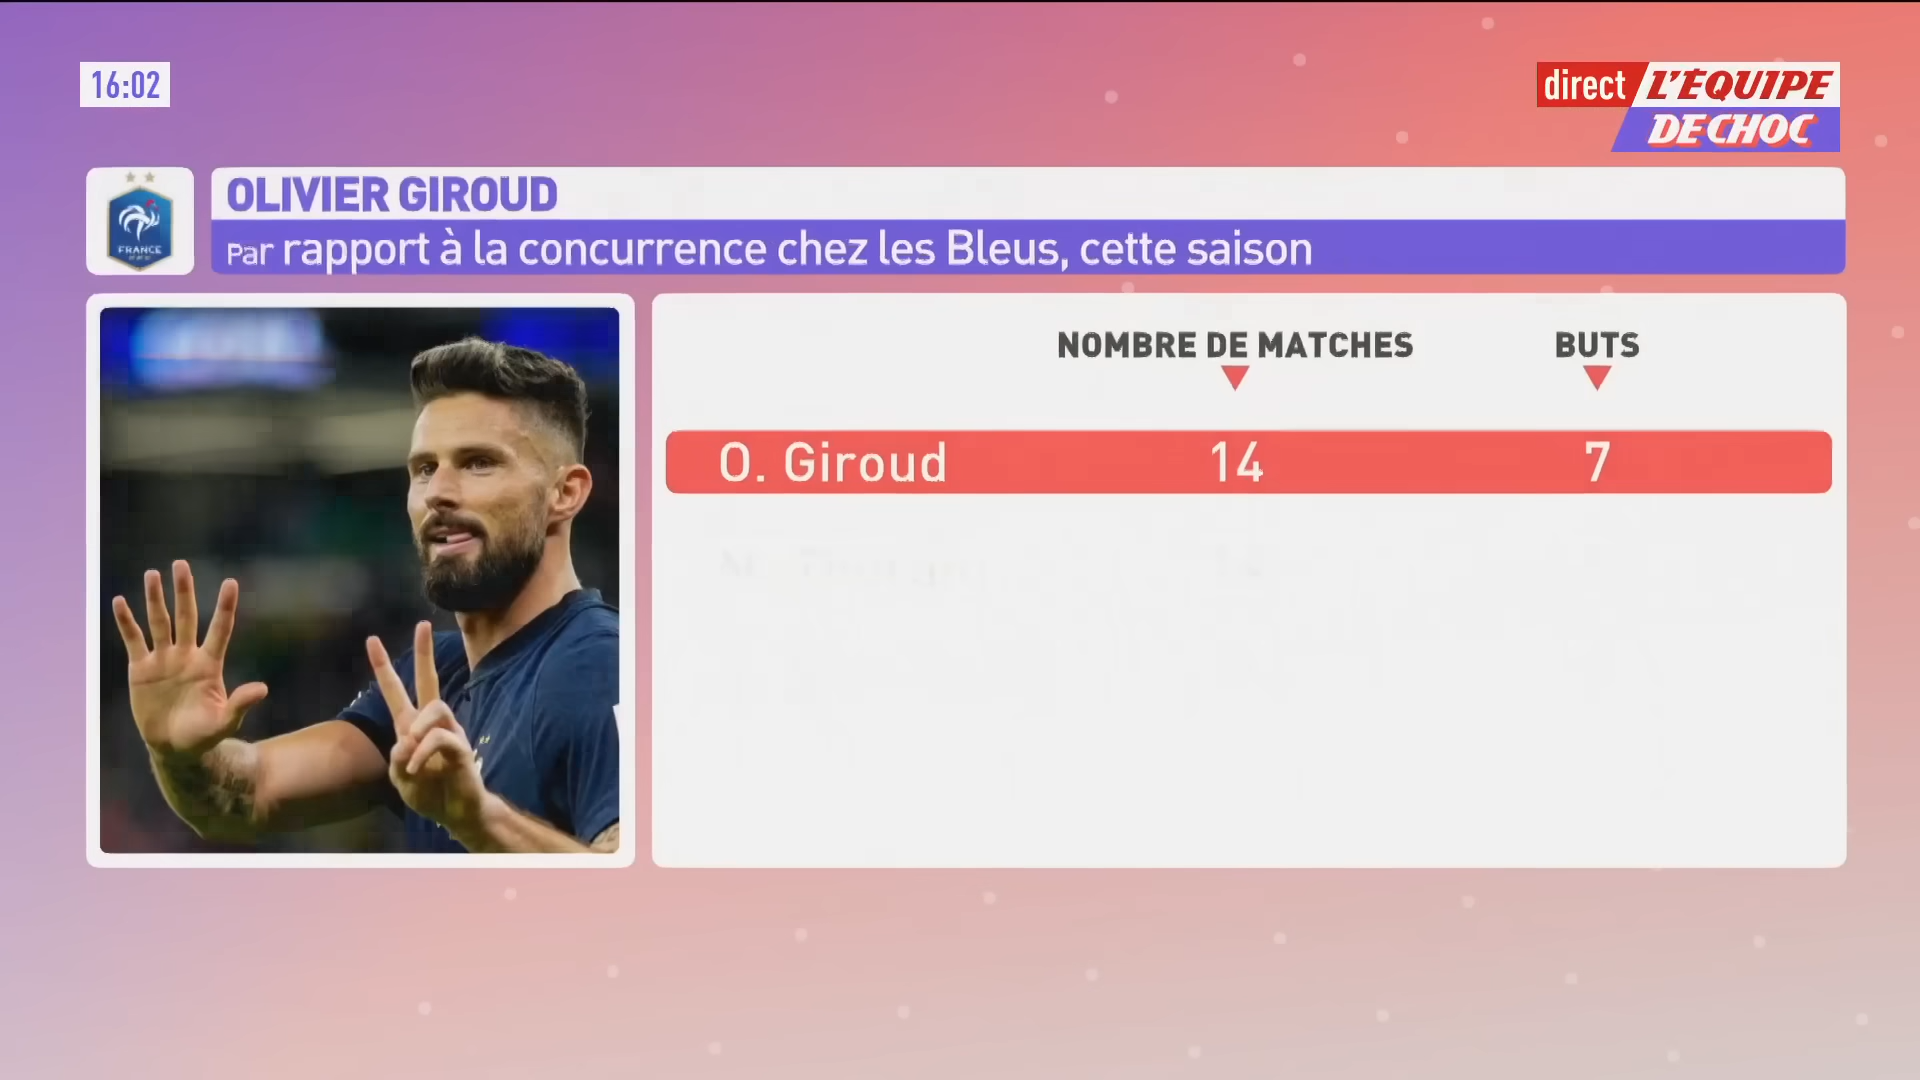 16:02
direct L'ÉQUIPE
DE CHOC
FRANCE
OLIVIER GIROUD
Par rapport à la concurrence chez les Bleus, cette saison
NOMBRE DE MATCHES BUTS
O. Giroud 14 7